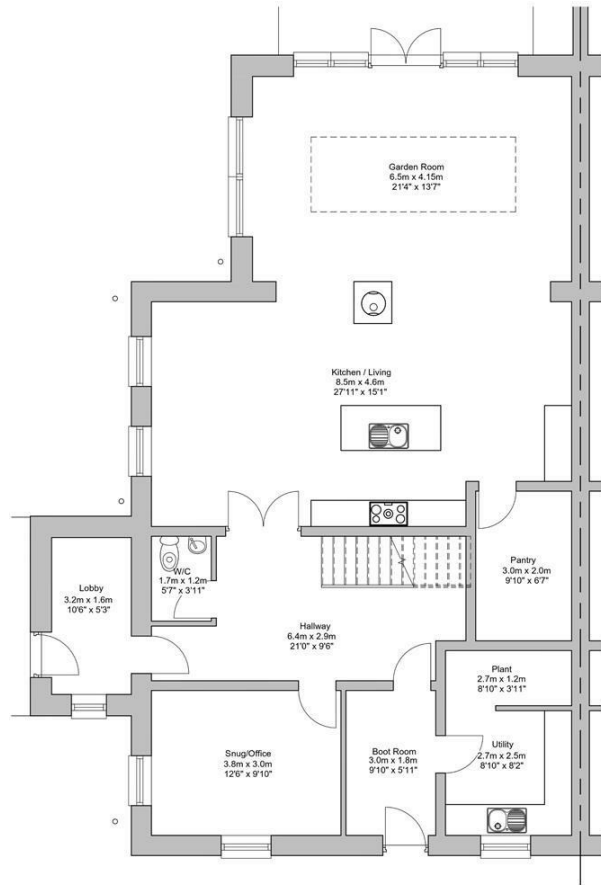 Garden Room
6.5m x 4.15m
21'4" x 13'7"
Kitchen / Living
8.5m x 4.6m
27'11" x 15'1"
W/C
1.7m x 1.2m
5'7" x 3'11"
Lobby
3.2m x 1.6m
10'6" x 5'3"
Pantry
3.0m x 2.0m
9'10" x 6'7"
Hallway
6.4m x 2.9m
21'0" x 9'6"
Plant
2.7m x 1.2m
8'10" x 3'11"
Snug/Office
3.8m x 3.0m
12'6" x 9'10"
Boot Room
3.0m x 1.8m
9'10" x 5'11"
Utility
2.7m x 2.5m
8'10" x 8'2"